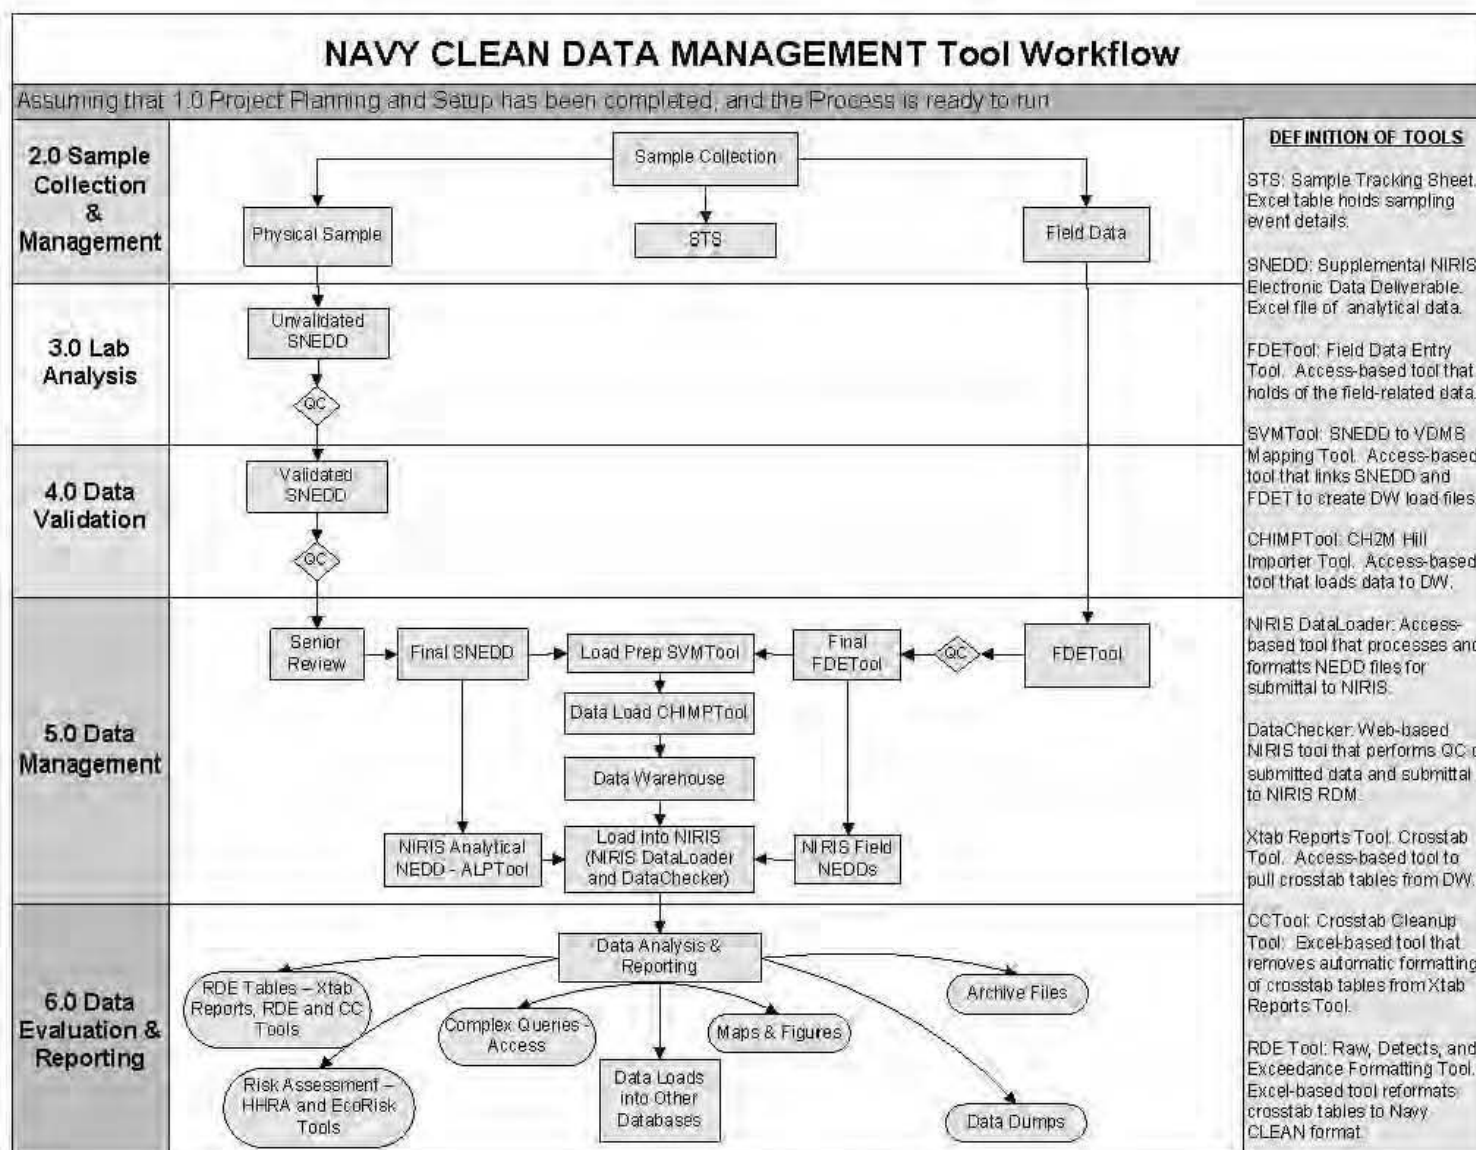 NAVY CLEAN DATA MANAGEMENT Tool Workflow
Assuming that 1.0 Project Planning and Setup has been completed, and the Process is ready to run
2.0 Sample
Collection
&
Management
Sample Collection
Physical Sample
STS
Field Data
3.0 Lab
Analysis
Unvalidated
SNEDD
QC
4.0 Data
Validation
Validated
SNEDD
QC
5.0 Data
Management
Senior
Review
Final SNEDD
Load Prep SVMTool
Final
FDETool
QC
FDETool
Data Load CHIMPTool
Data Warehouse
NIRIS Analytical
NEDD - ALPTool
Load into NIRIS
(NIRIS DataLoader
and DataChecker)
NIRIS Field
NEDDs
6.0 Data
Evaluation &
Reporting
Data Analysis &
Reporting
RDE Tables – Xtab
Reports, RDE and CC
Tools
Complex Queries -
Access
Maps & Figures
Archive Files
Risk Assessment –
HHRA and EcoRisk
Tools
Data Loads
into Other
Databases
Data Dumps
DEFINITION OF TOOLS
STS: Sample Tracking Sheet.
Excel table holds sampling
event details.
SNEDD: Supplemental NIRIS
Electronic Data Deliverable.
Excel file of analytical data.
FDETool: Field Data Entry
Tool. Access-based tool that
holds of the field-related data.
SVMTool: SNEDD to VDMS
Mapping Tool. Access-based
tool that links SNEDD and
FDET to create DW load files
CHIMPTool: CH2M Hill
Importer Tool. Access-based
tool that loads data to DW.
NIRIS DataLoader: Access-
based tool that processes and
formatts NEDD files for
submittal to NIRIS.
DataChecker: Web-based
NIRIS tool that performs QC
submitted data and submittal
to NIRIS RDM.
Xtab Reports Tool: Crosstab
Tool. Access-based tool to
pull crosstab tables from DW.
CCTool: Crosstab Cleanup
Tool: Excel-based tool that
removes automatic formatting
of crosstab tables from Xtab
Reports Tool.
RDE Tool: Raw, Detects, and
Exceedance Formatting Tool.
Excel-based tool reformats
crosstab tables to Navy
CLEAN format.